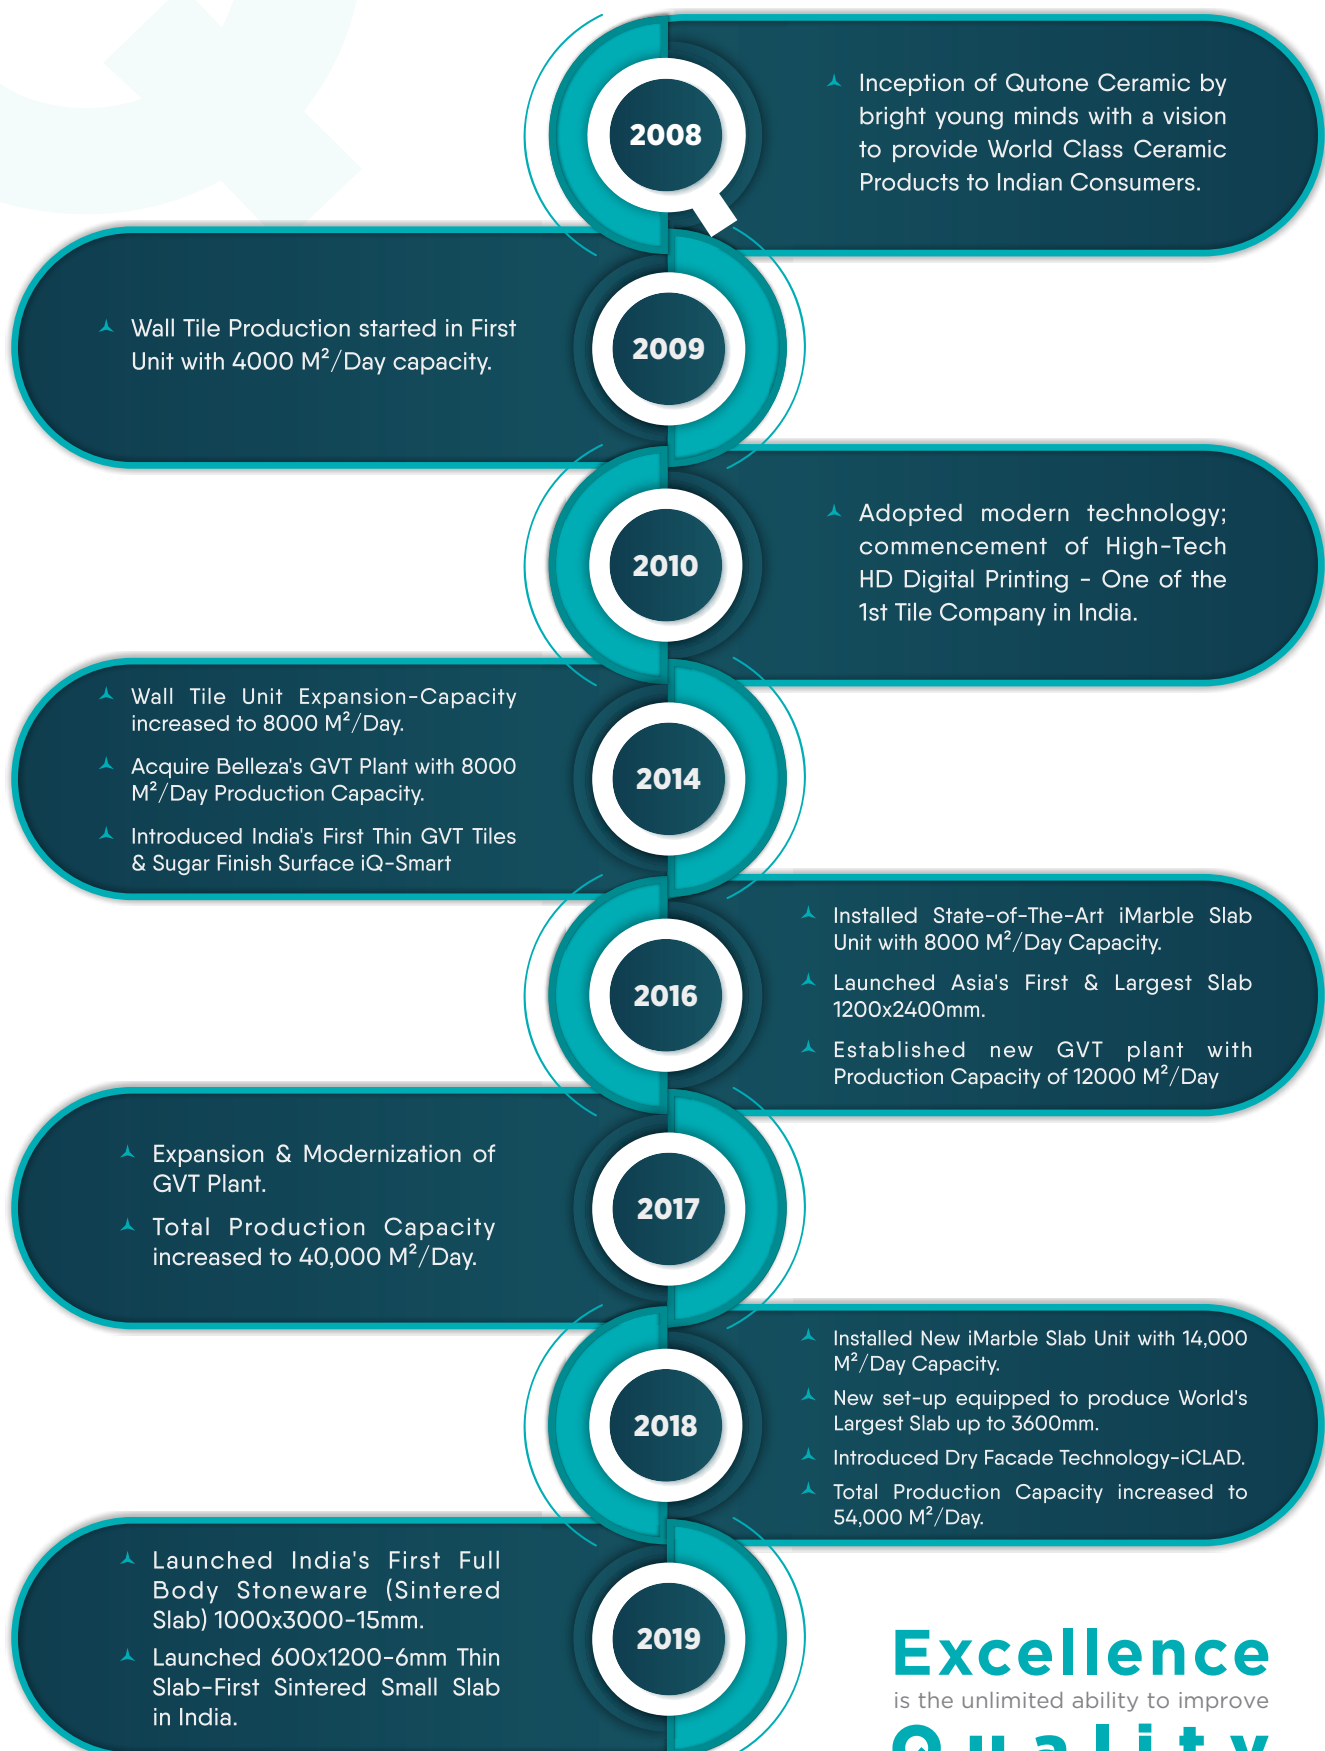 2008
Inception of Qutone Ceramic by
bright young minds with a vision
to provide World Class Ceramic
Products to Indian Consumers.
2009
Wall Tile Production started in First
Unit with 4000 M²/Day capacity.
2010
Adopted modern technology;
commencement of High-Tech
HD Digital Printing - One of the
1st Tile Company in India.
2014
Wall Tile Unit Expansion-Capacity
increased to 8000 M²/Day.
Acquire Belleza's GVT Plant with 8000
M²/Day Production Capacity.
Introduced India's First Thin GVT Tiles
& Sugar Finish Surface iQ-Smart
2016
Installed State-of-The-Art iMarble Slab
Unit with 8000 M²/Day Capacity.
Launched Asia's First & Largest Slab
1200x2400mm.
Established new GVT plant with
Production Capacity of 12000 M²/Day
2017
Expansion & Modernization of
GVT Plant.
Total Production Capacity
increased to 40,000 M²/Day.
2018
Installed New iMarble Slab Unit with 14,000
M²/Day Capacity.
New set-up equipped to produce World's
Largest Slab up to 3600mm.
Introduced Dry Facade Technology-iCLAD.
Total Production Capacity increased to
54,000 M²/Day.
2019
Launched India's First Full
Body Stoneware (Sintered
Slab) 1000x3000-15mm.
Launched 600x1200-6mm Thin
Slab-First Sintered Small Slab
in India.
Excellence
is the unlimited ability to improve
Quality